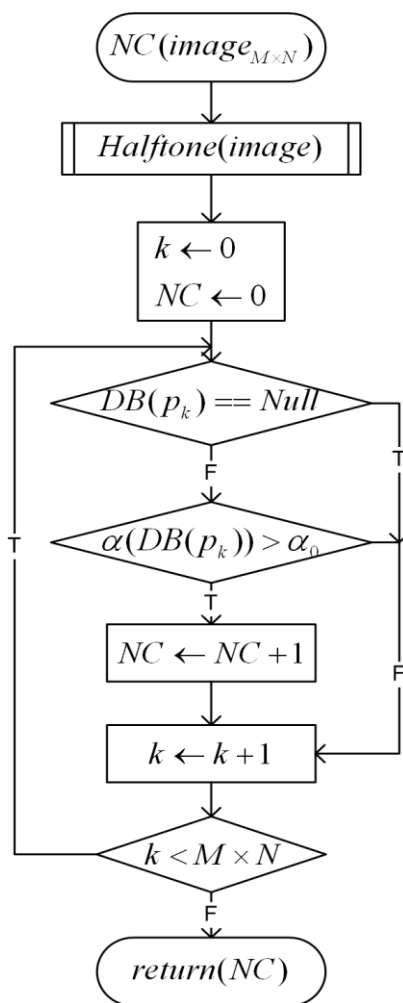 NC(image_{M×N})
Halftone(image)
k ← 0
NC ← 0
DB(p_k) == Null
T
F
α(DB(p_k)) > α_0
T
T
F
NC ← NC + 1
k ← k + 1
k < M × N
F
return(NC)